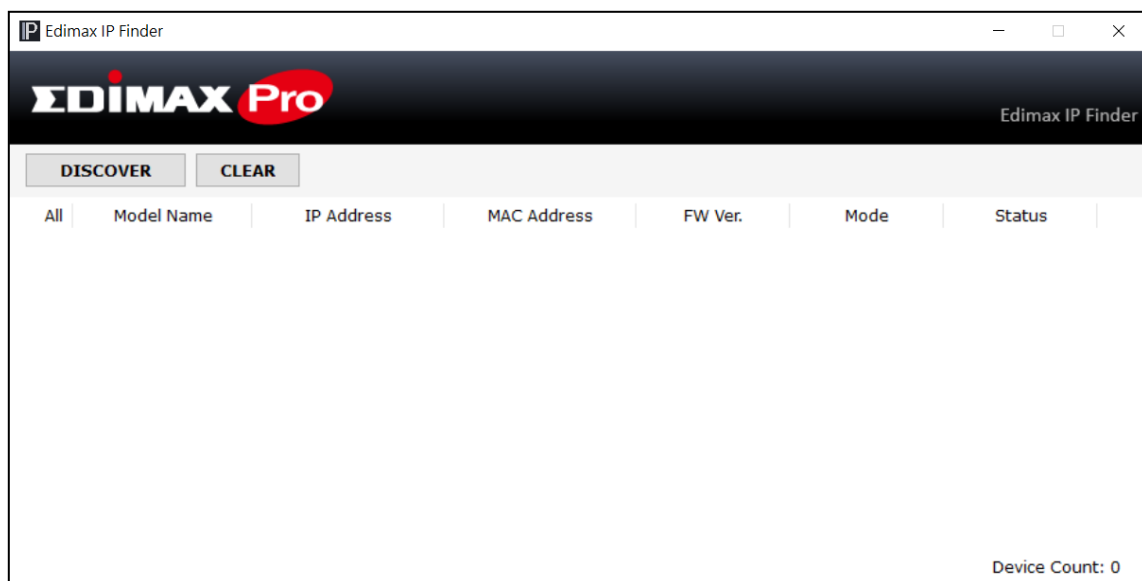 Edimax IP Finder
EDiMAX Pro
Edimax IP Finder
DISCOVER CLEAR
All Model Name IP Address MAC Address FW Ver. Mode Status
Device Count: 0